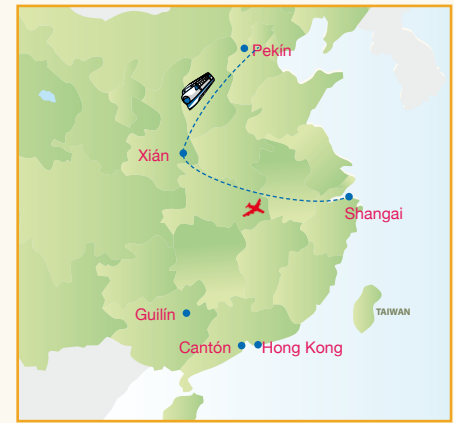 Pekín
Xián
Shangai
Guilín
TAIWAN
Cantón
Hong Kong